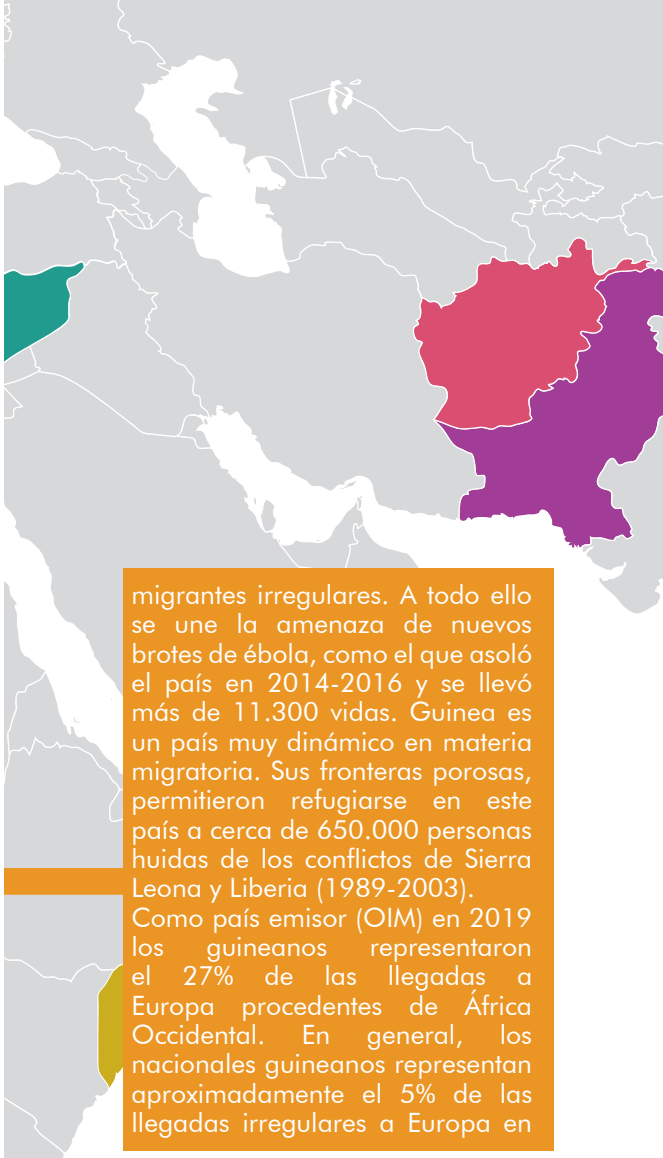 migrantes irregulares. A todo ello
se une la amenaza de nuevos
brotes de ébola, como el que asoló
el país en 2014-2016 y se llevó
más de 11.300 vidas. Guinea es
un país muy dinámico en materia
migratoria. Sus fronteras porosas,
permitieron refugiarse en este
país a cerca de 650.000 personas
huidas de los conflictos de Sierra
Leona y Liberia (1989-2003).
Como país emisor (OIM) en 2019
los guineanos representaron
el 27% de las llegadas a
Europa procedentes de África
Occidental. En general, los
nacionales guineanos representan
aproximadamente el 5% de las
llegadas irregulares a Europa en